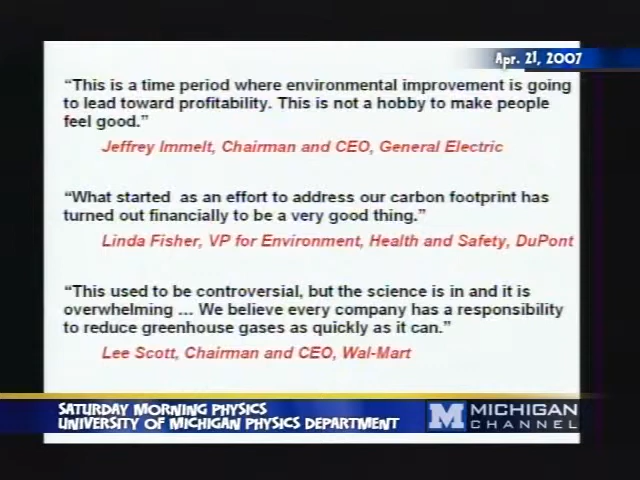 Apr. 21, 2007
“This is a time period where environmental improvement is going
to lead toward profitability. This is not a hobby to make people
feel good.”
Jeffrey Immelt, Chairman and CEO, General Electric
“What started  as an effort to address our carbon footprint has
turned out financially to be a very good thing.”
Linda Fisher, VP for Environment, Health and Safety, DuPont
“This used to be controversial, but the science is in and it is
overwhelming ... We believe every company has a responsibility
to reduce greenhouse gases as quickly as it can.”
Lee Scott, Chairman and CEO, Wal-Mart
SATURDAY MORNING PHYSICS
UNIVERSITY OF MICHIGAN PHYSICS DEPARTMENT
M MICHIGAN
CHANNEL